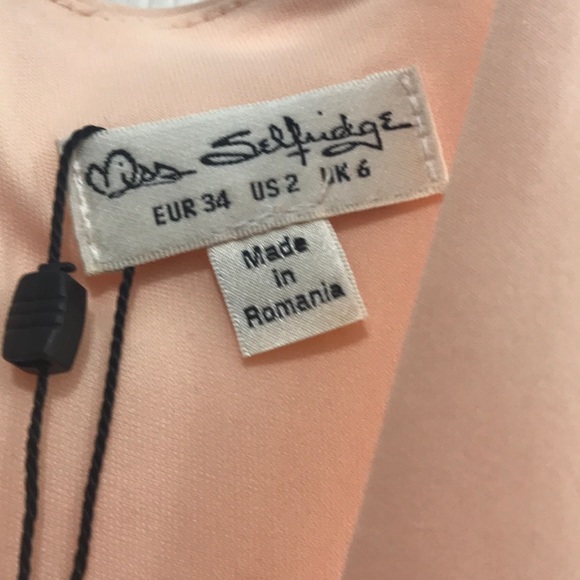 Miss Selfridge
EUR 34 US 2 UK 6
Made
in
Romania